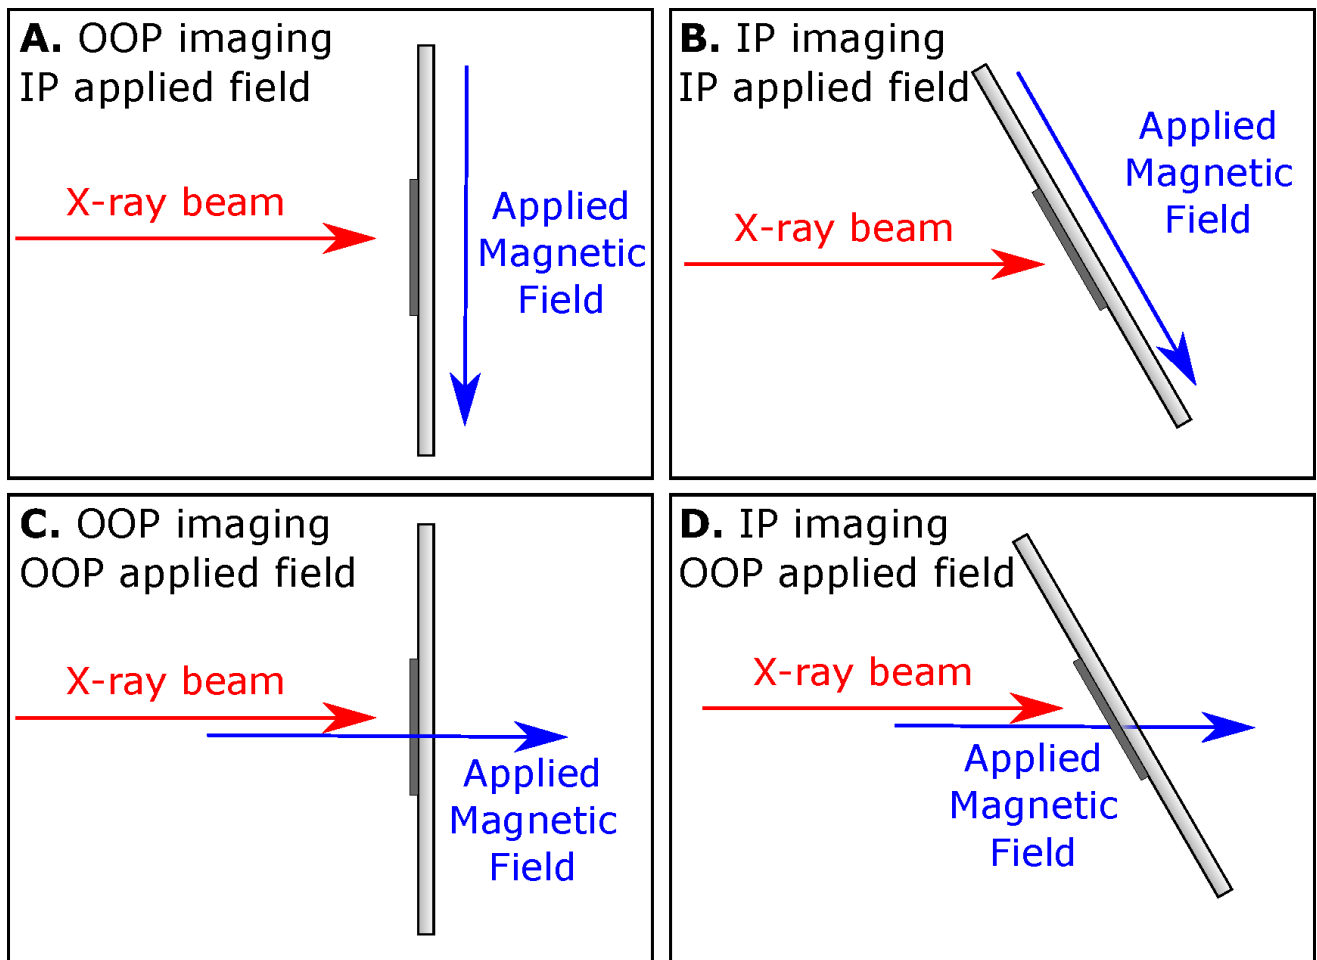 A. OOP imaging
IP applied field
X-ray beam
Applied
Magnetic
Field
B. IP imaging
IP applied field
X-ray beam
Applied
Magnetic
Field
C. OOP imaging
OOP applied field
X-ray beam
Applied
Magnetic
Field
D. IP imaging
OOP applied field
X-ray beam
Applied
Magnetic
Field